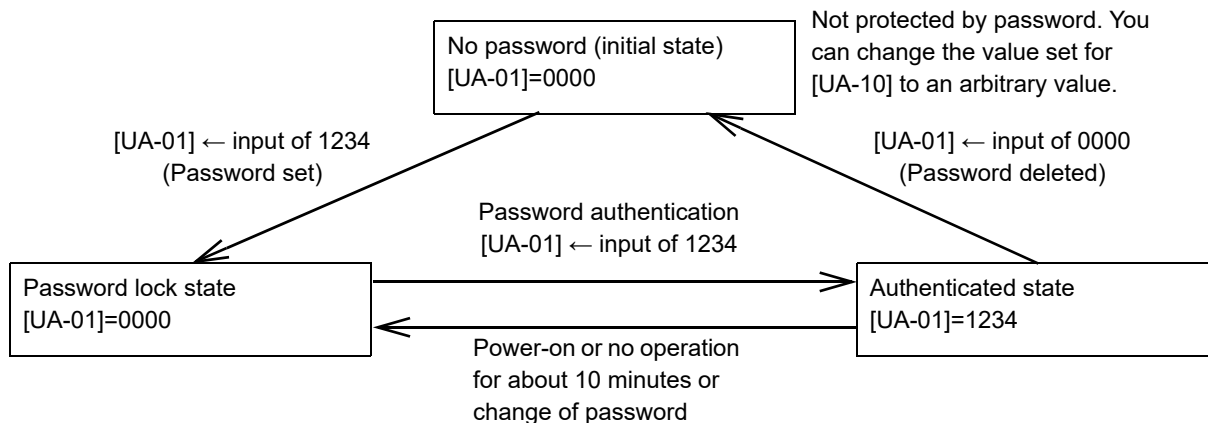 Not protected by password. You
can change the value set for
[UA-10] to an arbitrary value.
No password (initial state)
[UA-01]=0000
[UA-01] ← input of 1234
(Password set)
[UA-01] ← input of 0000
(Password deleted)
Password authentication
[UA-01] ← input of 1234
Password lock state
[UA-01]=0000
Authenticated state
[UA-01]=1234
Power-on or no operation
for about 10 minutes or
change of password